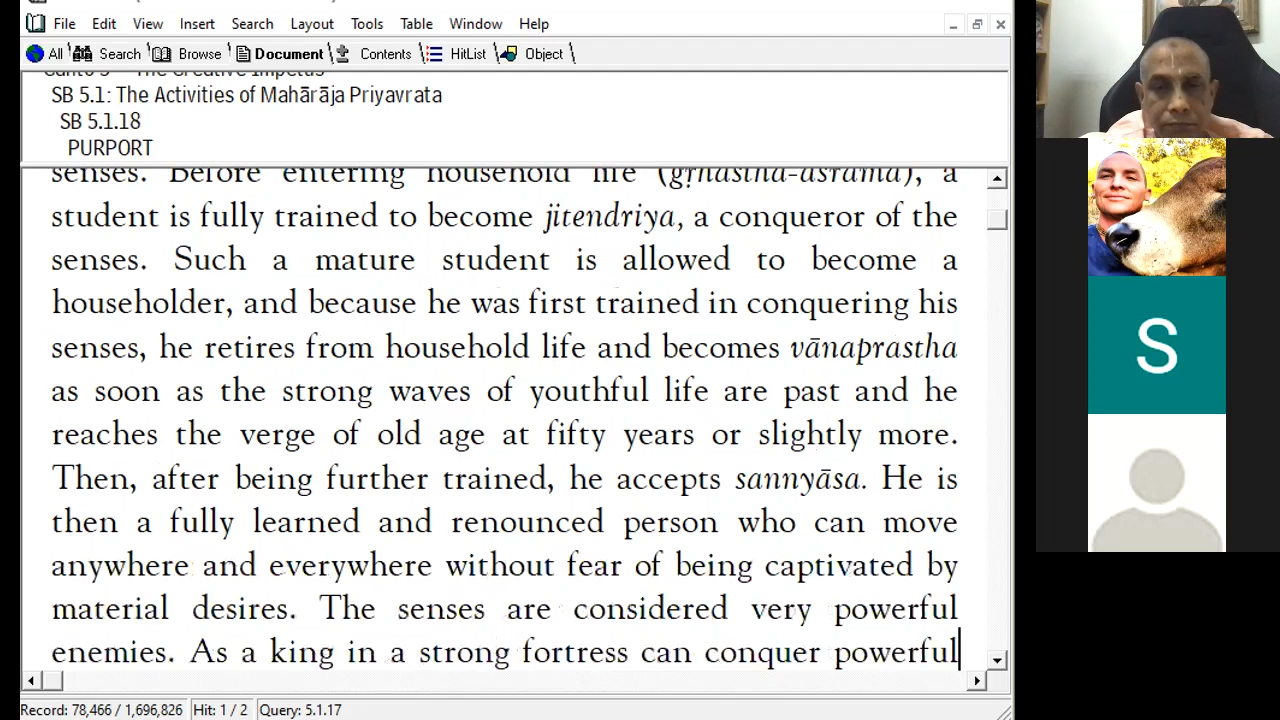 File Edit View Insert Search Layout Tools Table Window Help
All Search Browse Document Contents HitList Object
SB 5.1: The Activities of Mahārāja Priyavrata
SB 5.1.18
PURPORT
senses. Before entering household life (gṛhastha-āśrama), a
student is fully trained to become jitendriya, a conqueror of the
senses. Such a mature student is allowed to become a
householder, and because he was first trained in conquering his
senses, he retires from household life and becomes vānaprastha
as soon as the strong waves of youthful life are past and he
reaches the verge of old age at fifty years or slightly more.
Then, after being further trained, he accepts sannyāsa. He is
then a fully learned and renounced person who can move
anywhere and everywhere without fear of being captivated by
material desires. The senses are considered very powerful
enemies. As a king in a strong fortress can conquer powerful
Record: 78,466 / 1,696,826 Hit: 1 / 2 Query: 5.1.17
S